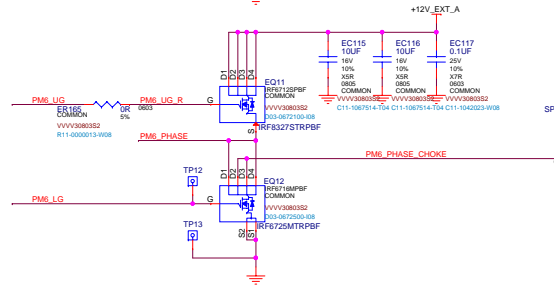 +12V_EXT_A
D1
D2
D3
D4
EC115
10UF
16V
10%
X5R
0805
COMMON
VVVV30803S2
C11-1067514-T04
EC116
10UF
16V
10%
X5R
0805
COMMON
VVVV30803S2
C11-1067514-T04
EC117
0.1UF
25V
10%
X7R
0603
COMMON
VVVV30803S2
C11-1042023-W08
EQ11
IRF6712SPBF
COMMON
VVVV30803S2
D03-0672100-I08
IRF8327STRPBF
G
S
PM6_UG
ER165
COMMON
VVVV30803S2
R11-0000013-W08
0R
5%
PM6_UG_R
0603
SP
PM6_PHASE
PM6_PHASE_CHOKE
D1
D2
D3
D4
TP12
EQ12
IRF6716MPBF
COMMON
VVVV30803S2
D03-0672500-I08
IRF6725MTRPBF
PM6_LG
G
TP13
S2
S1